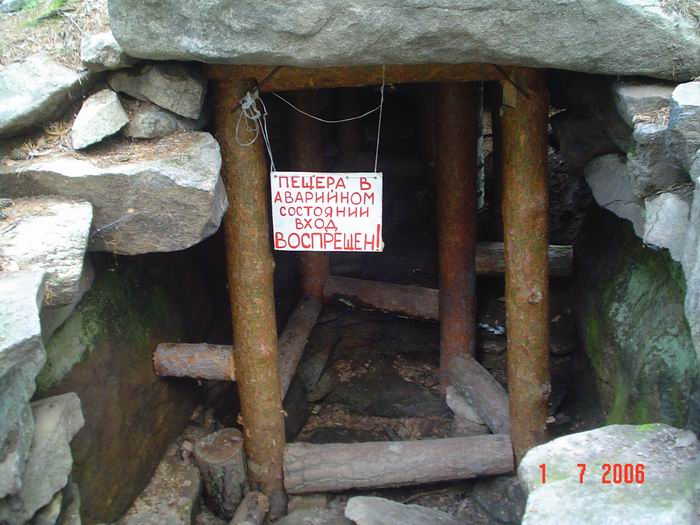 "ПЕЩЕРА" В
АВАРИЙНОМ
СОСТОЯНИИ
ВХОД
ВОСПРЕЩЕН!
1 7 2006